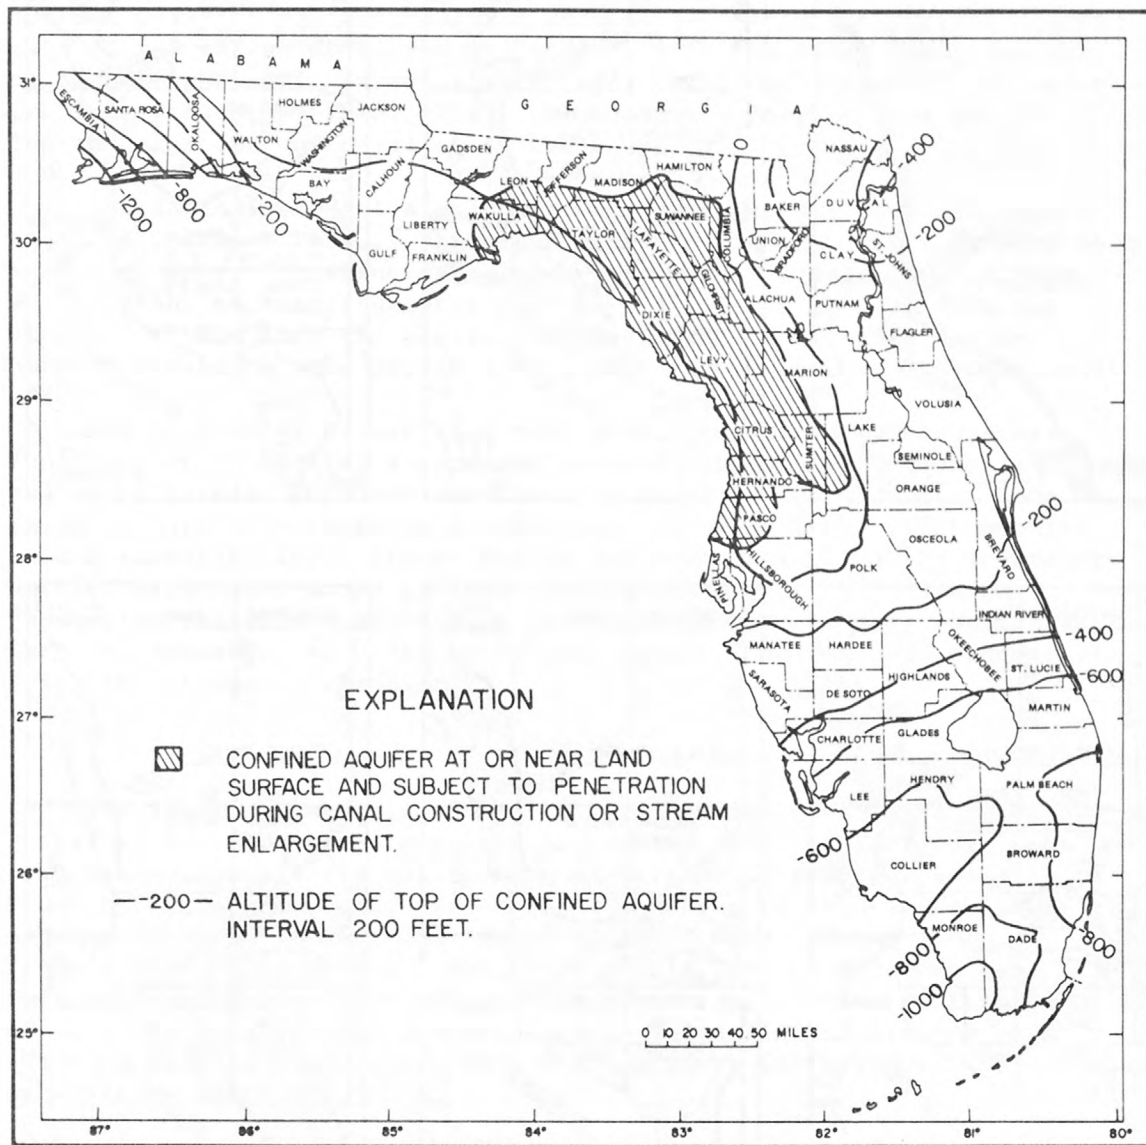 A L A B A M A
31°
G E O R G I A
ESCAMBIA
SANTA ROSA
OKALOOSA
WALTON
HOLMES
WASHINGTON
JACKSON
BAY
CALHOUN
GADSDEN
LEON
JEFFERSON
MADISON
HAMILTON
0
NASSAU
-400
BAKER
DUVAL
-1200
-800
-200
30°
GULF
LIBERTY
FRANKLIN
WAKULLA
TAYLOR
LAFAYETTE
SUWANNEE
COLUMBIA
UNION
BRADFORD
CLAY
ST. JOHNS
-200
DIXIE
GILCHRIST
ALACHUA
PUTNAM
FLAGLER
29°
LEVY
MARION
VOLUSIA
CITRUS
SUMTER
LAKE
SEMINOLE
HERNANDO
ORANGE
PASCO
-200
28°
OSCEOLA
BREVARD
PINELLAS
HILLSBOROUGH
POLK
INDIAN RIVER
MANATEE
HARDEE
OKEECHOBEE
-400
ST. LUCIE
-600
SARASOTA
DE SOTO
HIGHLANDS
MARTIN
27°
CHARLOTTE
GLADES
LEE
HENDRY
PALM BEACH
-600
COLLIER
BROWARD
26°
MONROE
DADE
-800
-800
-1000
25°
EXPLANATION
CONFINED AQUIFER AT OR NEAR LAND
SURFACE AND SUBJECT TO PENETRATION
DURING CANAL CONSTRUCTION OR STREAM
ENLARGEMENT.
—-200— ALTITUDE OF TOP OF CONFINED AQUIFER.
INTERVAL 200 FEET.
0 10 20 30 40 50 MILES
87° 86° 85° 84° 83° 82° 81° 80°